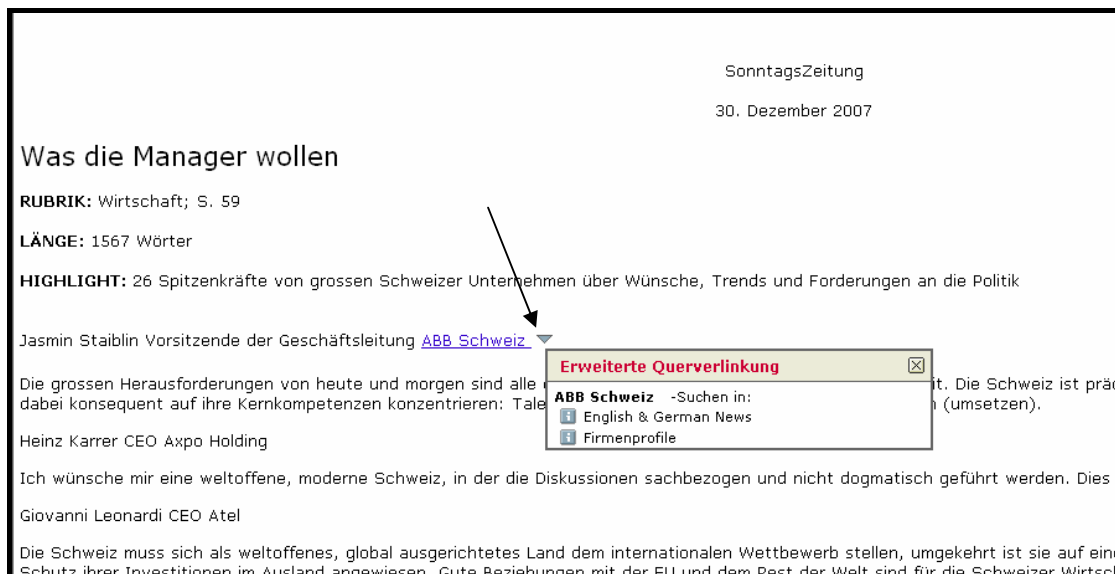 SonntagsZeitung
30. Dezember 2007
Was die Manager wollen
RUBRIK: Wirtschaft; S. 59
LÄNGE: 1567 Wörter
HIGHLIGHT: 26 Spitzenkräfte von grossen Schweizer Unternehmen über Wünsche, Trends und Forderungen an die Politik
Jasmin Staiblin Vorsitzende der Geschäftsleitung ABB Schweiz
Erweiterte Querverlinkung
ABB Schweiz -Suchen in:
English & German News
Firmenprofile
Die grossen Herausforderungen von heute und morgen sind alle it. Die Schweiz ist präd
dabei konsequent auf ihre Kernkompetenzen konzentrieren: Tale n (umsetzen).
Heinz Karrer CEO Axpo Holding
Ich wünsche mir eine weltoffene, moderne Schweiz, in der die Diskussionen sachbezogen und nicht dogmatisch geführt werden. Dies
Giovanni Leonardi CEO Atel
Die Schweiz muss sich als weltoffenes, global ausgerichtetes Land dem internationalen Wettbewerb stellen, umgekehrt ist sie auf eine
Schutz ihrer Investitionen im Ausland angewiesen. Gute Beziehungen mit der EU und dem Rest der Welt sind für die Schweizer Wirtsc